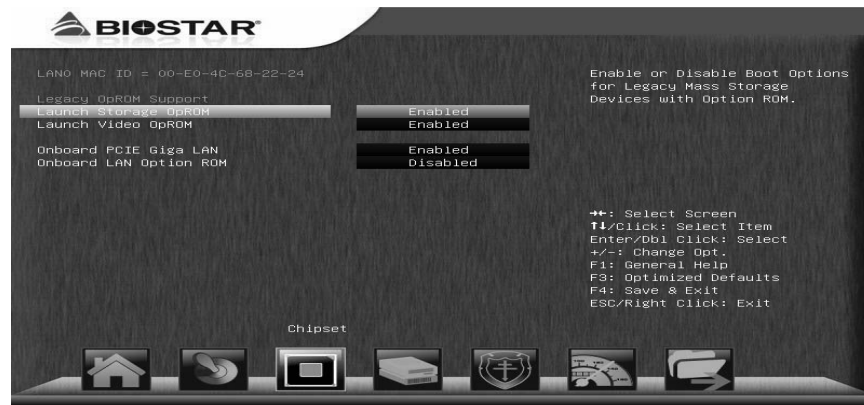 BIOSTAR
LAN0 MAC ID = 00-E0-4C-68-22-24
Legacy OpROM Support
Launch Storage OpROM Enabled
Launch Video OpROM Enabled
Onboard PCIE Giga LAN Enabled
Onboard LAN Option ROM Disabled
Enable or Disable Boot Options
for Legacy Mass Storage
Devices with Option ROM.
→←: Select Screen
↑↓/Click: Select Item
Enter/Dbl Click: Select
+/-: Change Opt.
F1: General Help
F3: Optimized Defaults
F4: Save & Exit
ESC/Right Click: Exit
Chipset